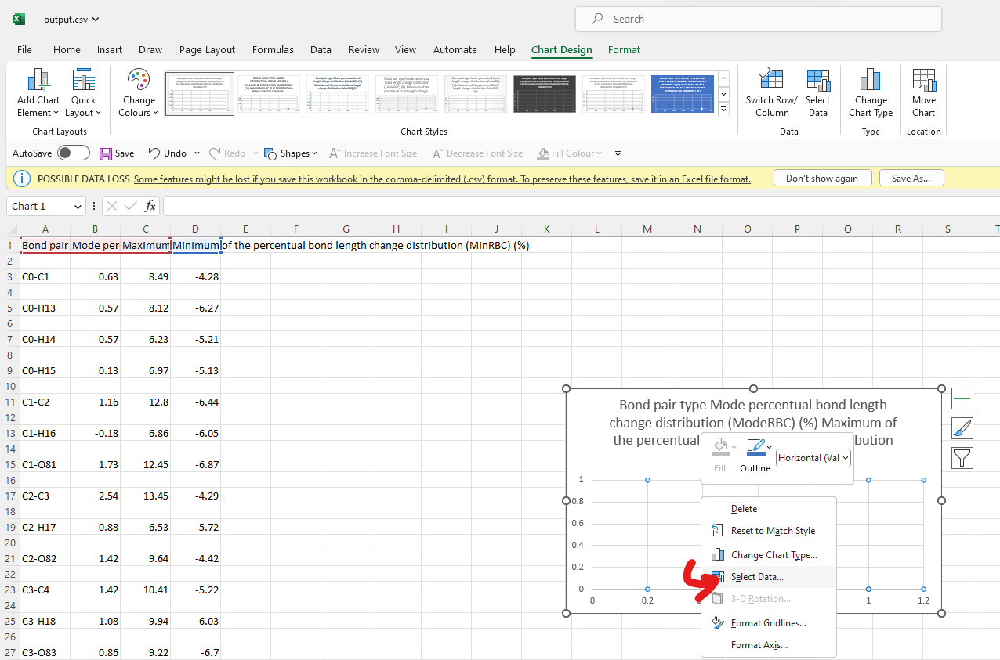 output.csv
Search
File Home Insert Draw Page Layout Formulas Data Review View Automate Help Chart Design Format
Add Chart Element
Quick Layout
Change Colours
Switch Row/ Column
Select Data
Change Chart Type
Move Chart
Chart Layouts Chart Styles Data Type Location
AutoSave Save Undo Redo Shapes Increase Font Size Decrease Font Size Fill Colour
POSSIBLE DATA LOSS Some features might be lost if you save this workbook in the comma-delimited (.csv) format. To preserve these features, save it in an Excel file format. Don't show again Save As...
Chart 1 fx
A B C D E F G H I J K L M N O P Q R S T
1 Bond pair Mode per Maximum Minimum of the percentual bond length change distribution (MinRBC) (%)
2
3 C0-C1 0.63 8.49 -4.28
4
5 C0-H13 0.57 8.12 -6.27
6
7 C0-H14 0.57 6.23 -5.21
8
9 C0-H15 0.13 6.97 -5.13
10
11 C1-C2 1.16 12.8 -6.44
12
13 C1-H16 -0.18 6.86 -6.05
14
15 C1-O81 1.73 12.45 -6.87
16
17 C2-C3 2.54 13.45 -4.29
18
19 C2-H17 -0.88 6.53 -5.72
20
21 C2-O82 1.42 9.64 -4.42
22
23 C3-C4 1.42 10.41 -5.22
24
25 C3-H18 1.08 9.94 -6.03
26
27 C3-O83 0.86 9.22 -6.7
Bond pair type Mode percentual bond length
change distribution (ModeRBC) (%) Maximum of
the percentual bution
1
0.8
0.6
0.4
0.2
0
0 0.2 1 1.2
Fill Outline Horizontal (Val
Delete
Reset to Match Style
Change Chart Type...
Select Data...
3-D Rotation...
Format Gridlines...
Format Axis...